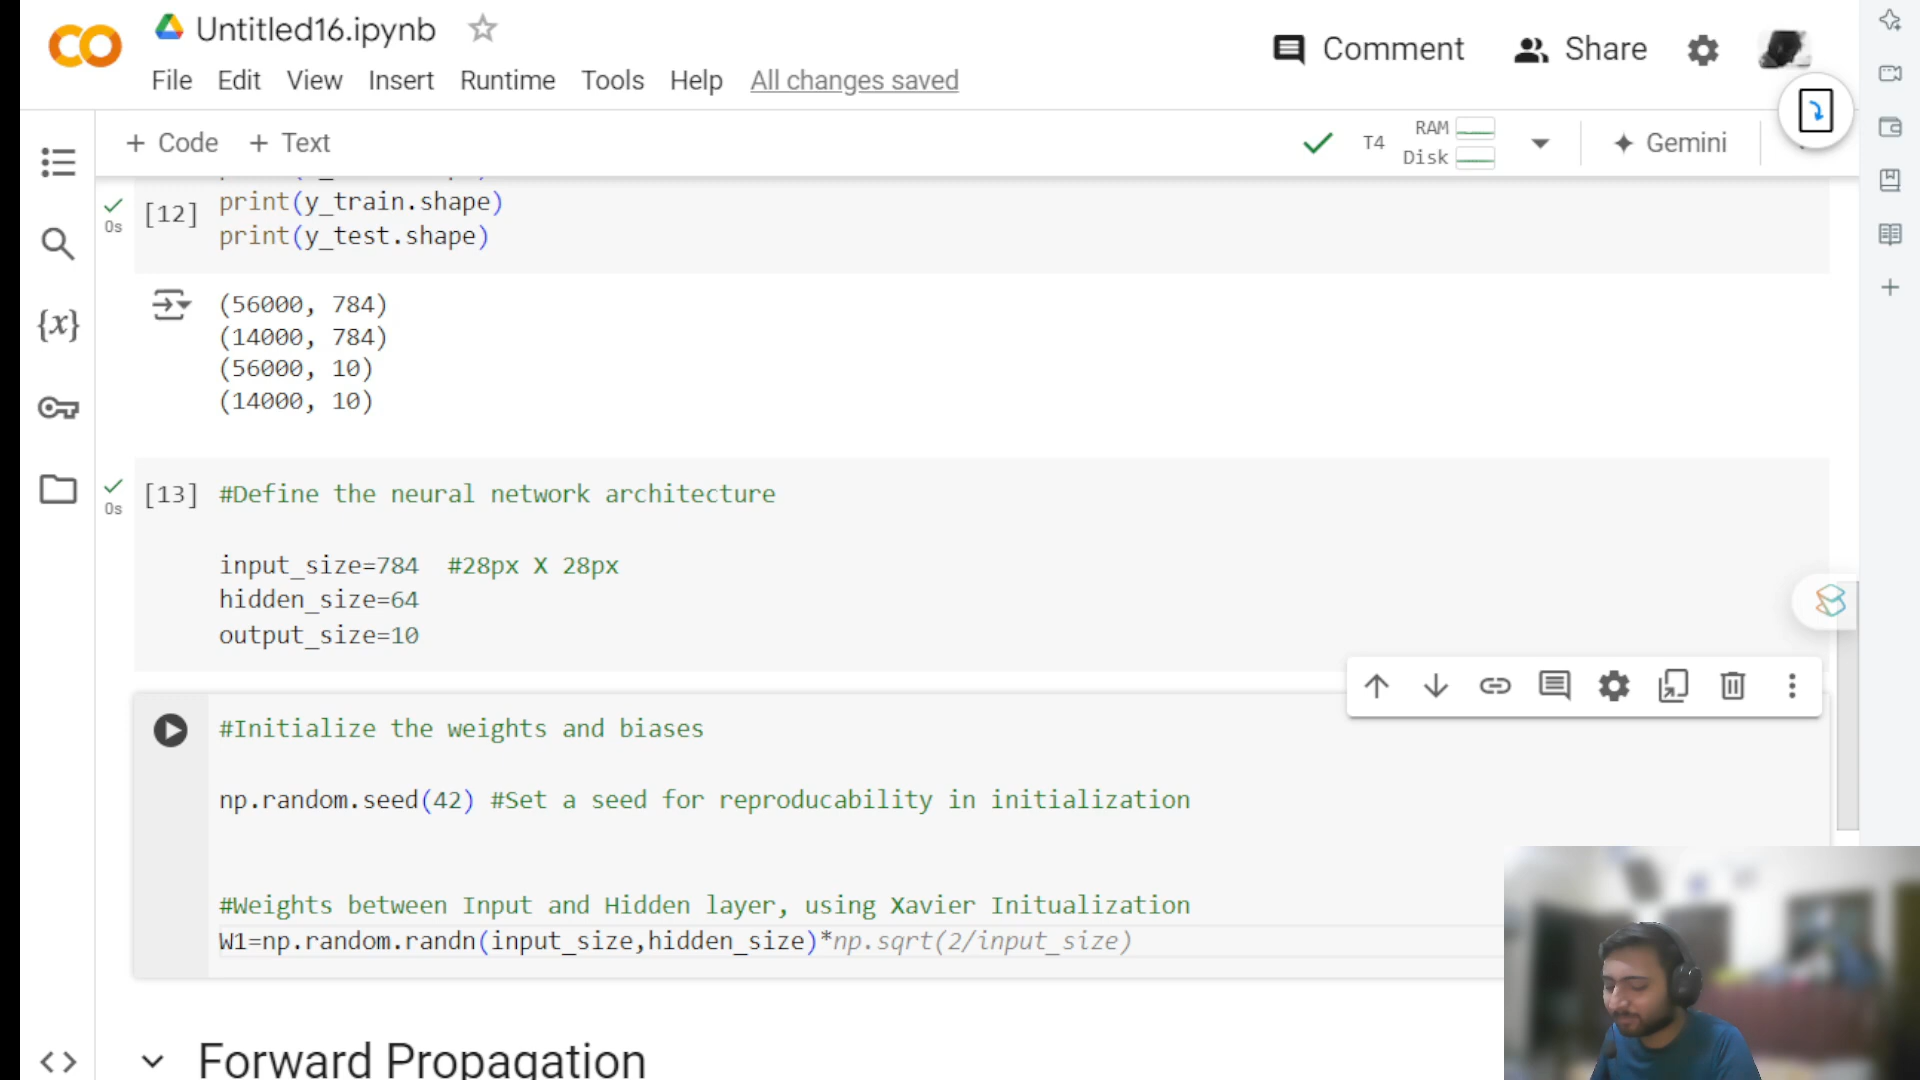 Untitled16.ipynb
Comment
Share
File Edit View Insert Runtime Tools Help All changes saved
+ Code + Text
T4
RAM
Disk
Gemini
0s
[12]
print(y_train.shape)
print(y_test.shape)
(56000, 784)
(14000, 784)
(56000, 10)
(14000, 10)
0s
[13]
#Define the neural network architecture
input_size=784 #28px X 28px
hidden_size=64
output_size=10
#Initialize the weights and biases
np.random.seed(42) #Set a seed for reproducability in initialization
#Weights between Input and Hidden layer, using Xavier Initualization
W1=np.random.randn(input_size,hidden_size)*np.sqrt(2/input_size)
Forward Propagation